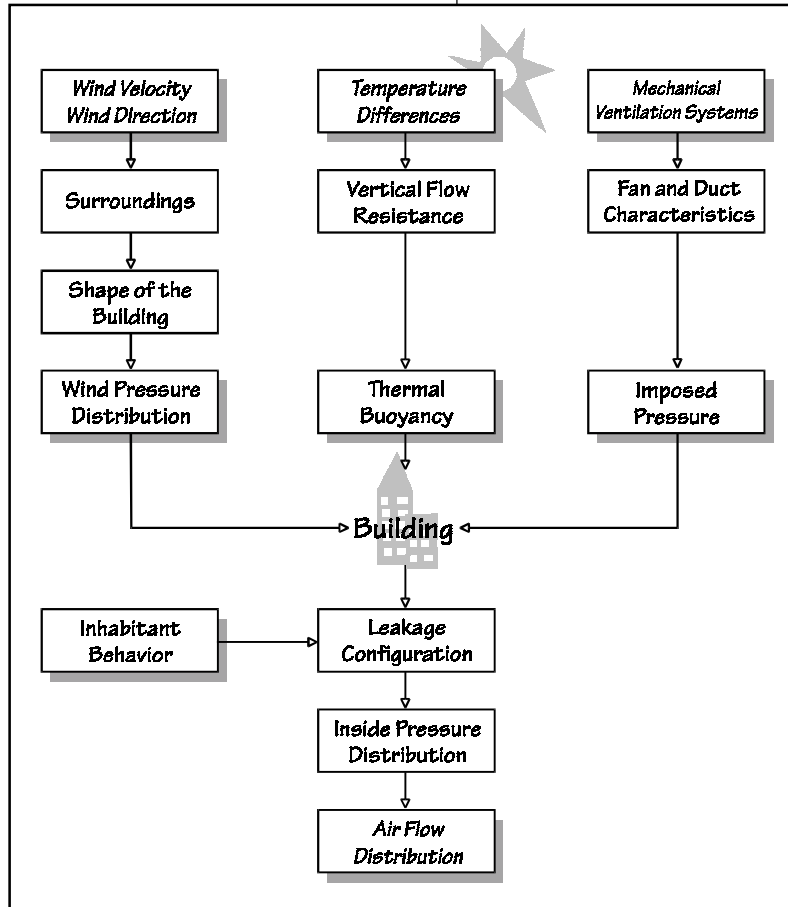 Wind Velocity
Wind Direction
Temperature
Differences
Mechanical
Ventilation Systems
Surroundings
Vertical Flow
Resistance
Fan and Duct
Characteristics
Shape of the
Building
Wind Pressure
Distribution
Thermal
Buoyancy
Imposed
Pressure
Building
Inhabitant
Behavior
Leakage
Configuration
Inside Pressure
Distribution
Air Flow
Distribution